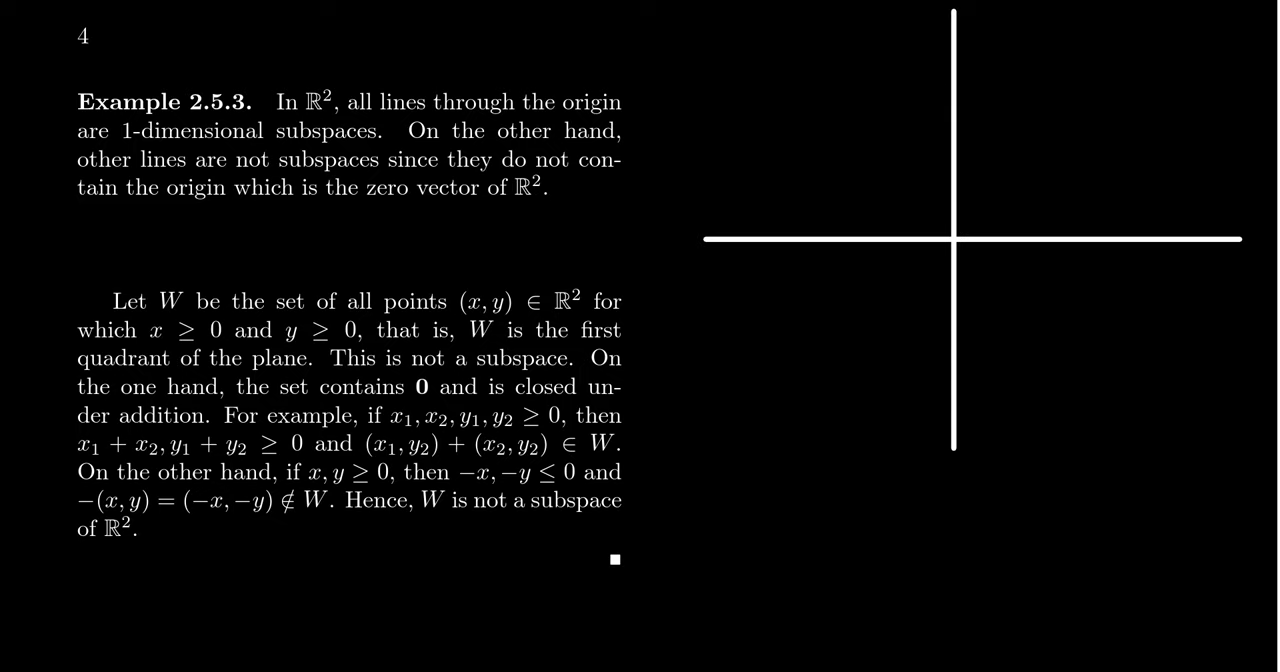 4
Example 2.5.3. In ℝ², all lines through the origin
are 1-dimensional subspaces. On the other hand,
other lines are not subspaces since they do not con-
tain the origin which is the zero vector of ℝ².
Let W be the set of all points (x, y) ∈ ℝ² for
which x ≥ 0 and y ≥ 0, that is, W is the first
quadrant of the plane. This is not a subspace. On
the one hand, the set contains 0 and is closed un-
der addition. For example, if x₁, x₂, y₁, y₂ ≥ 0, then
x₁ + x₂, y₁ + y₂ ≥ 0 and (x₁, y₂) + (x₂, y₂) ∈ W.
On the other hand, if x, y ≥ 0, then −x, −y ≤ 0 and
−(x, y) = (−x, −y) ∉ W. Hence, W is not a subspace
of ℝ².
■